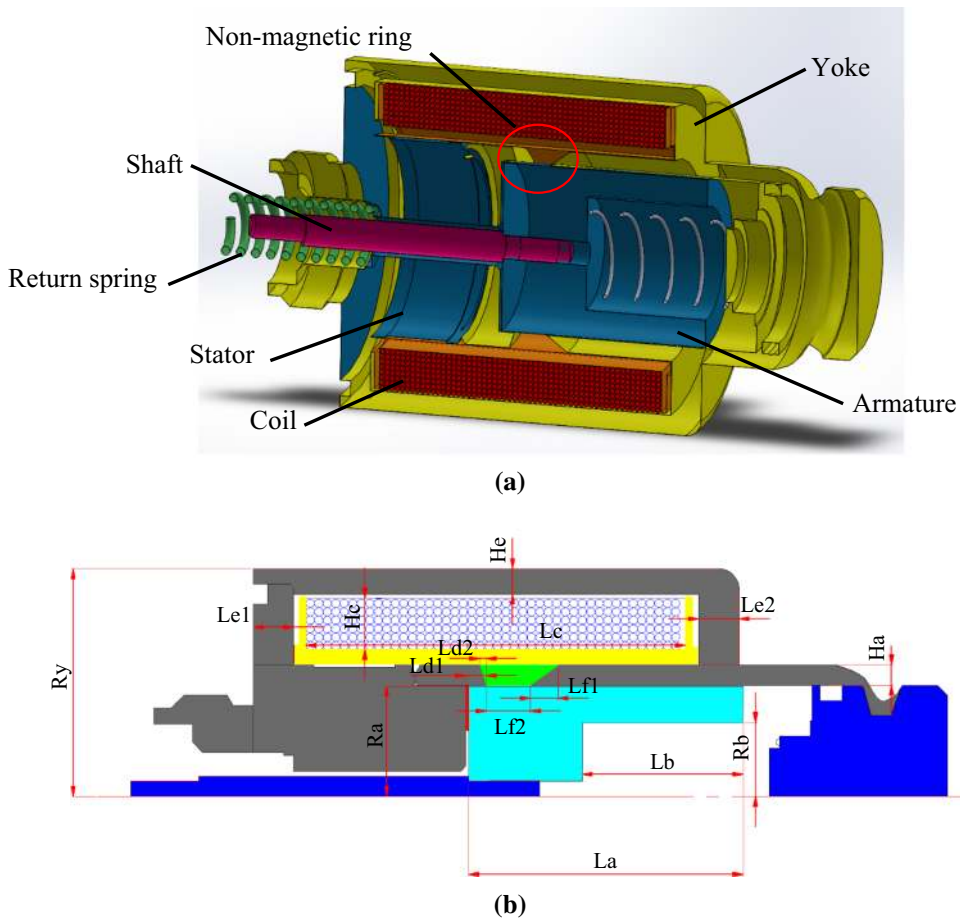 Non-magnetic ring
Yoke
Shaft
Return spring
Stator
Coil
Armature
(a)
He
Le1
Hc
Lc
Le2
Ld2
Ld1
Ha
Ry
Lf1
Ra
Lf2
Rb
Lb
La
(b)